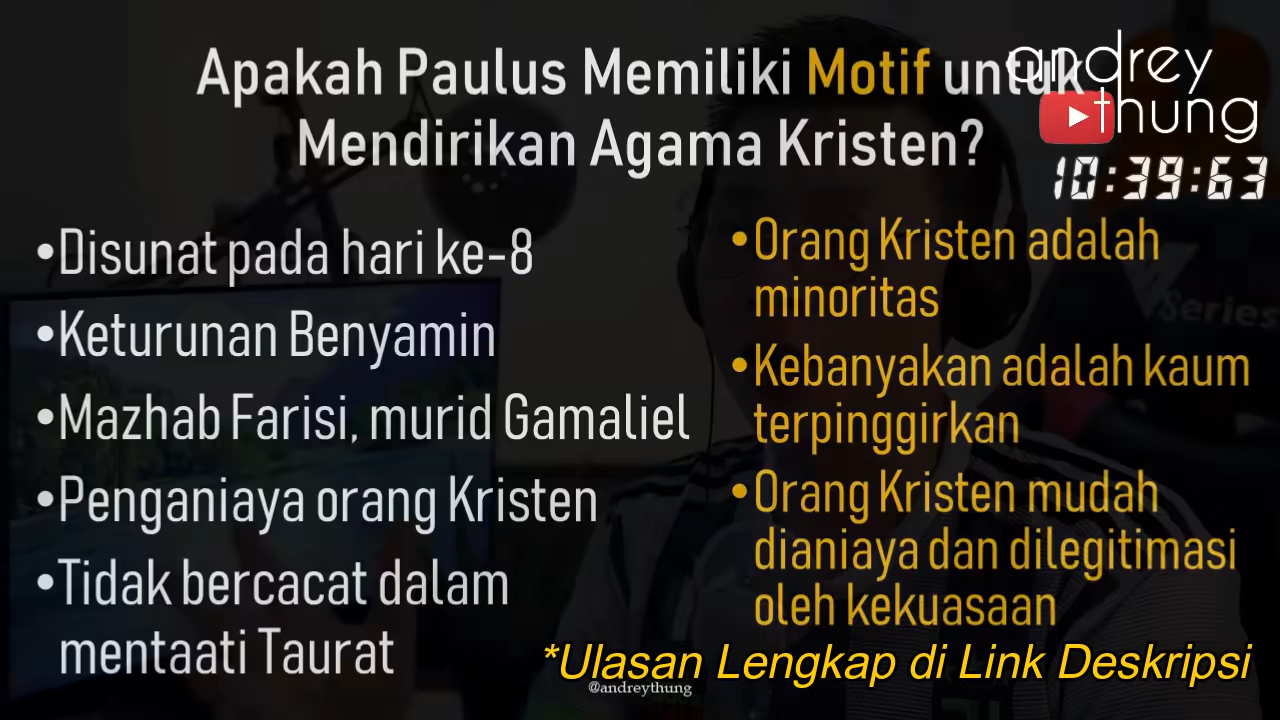 Apakah Paulus Memiliki Motif untuk
Mendirikan Agama Kristen?
andrey
thung
10:39:63
•Disunat pada hari ke-8
•Keturunan Benyamin
•Mazhab Farisi, murid Gamaliel
•Penganiaya orang Kristen
•Tidak bercacat dalam
mentaati Taurat
•Orang Kristen adalah
minoritas
•Kebanyakan adalah kaum
terpinggirkan
•Orang Kristen mudah
dianiaya dan dilegitimasi
oleh kekuasaan
*Ulasan Lengkap di Link Deskripsi
@andreythung
Series